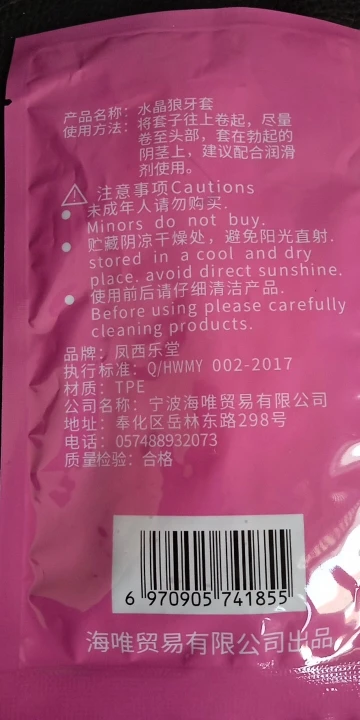 产品名称：水晶狼牙套
使用方法：将套子往上卷起，尽量
卷至头部，套在勃起的
阴茎上，建议配合润滑
剂使用。
注意事项Cautions
未成年人请勿购买.
Minors do not buy.
贮藏阴凉干燥处，避免阳光直射.
stored in a cool and dry
place. avoid direct sunshine.
使用前后请仔细清洁产品.
Before using please carefully
cleaning products.
品牌：凤西乐堂
执行标准：Q/HWMY 002-2017
材质：TPE
公司名称：宁波海唯贸易有限公司
地址：奉化区岳林东路298号
电话：057488932073
质量检验：合格
6 970905 741855
海唯贸易有限公司出品